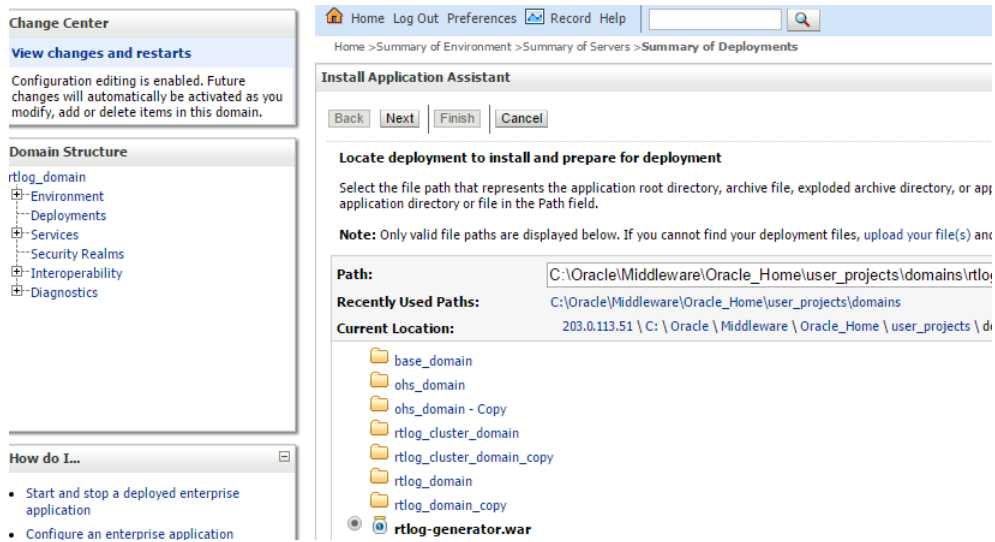 Change Center
View changes and restarts
Configuration editing is enabled. Future
changes will automatically be activated as you
modify, add or delete items in this domain.
Domain Structure
rtlog_domain
Environment
Deployments
Services
Security Realms
Interoperability
Diagnostics
How do I...
Start and stop a deployed enterprise
application
Configure an enterprise application
Home Log Out Preferences Record Help
Home >Summary of Environment >Summary of Servers >Summary of Deployments
Install Application Assistant
Back Next Finish Cancel
Locate deployment to install and prepare for deployment
Select the file path that represents the application root directory, archive file, exploded archive directory, or
application directory or file in the Path field.
Note: Only valid file paths are displayed below. If you cannot find your deployment files, upload your file(s)
Path: C:\Oracle\Middleware\Oracle_Home\user_projects\domains\
Recently Used Paths: C:\Oracle\Middleware\Oracle_Home\user_projects\domains
Current Location: 203.0.113.51 \ C: \ Oracle \ Middleware \ Oracle_Home \ user_projects \
base_domain
ohs_domain
ohs_domain - Copy
rtlog_cluster_domain
rtlog_cluster_domain_copy
rtlog_domain
rtlog_domain_copy
rtlog-generator.war